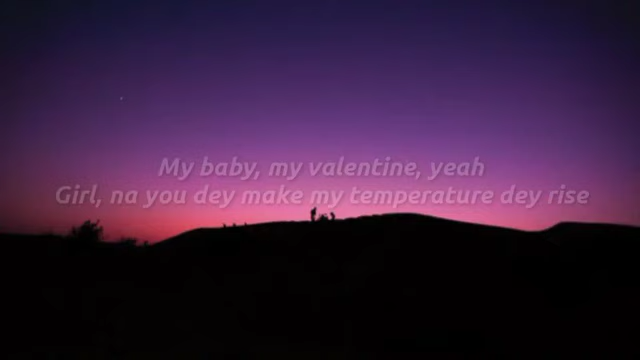 My baby, my valentine, yeah
Girl, na you dey make my temperature dey rise